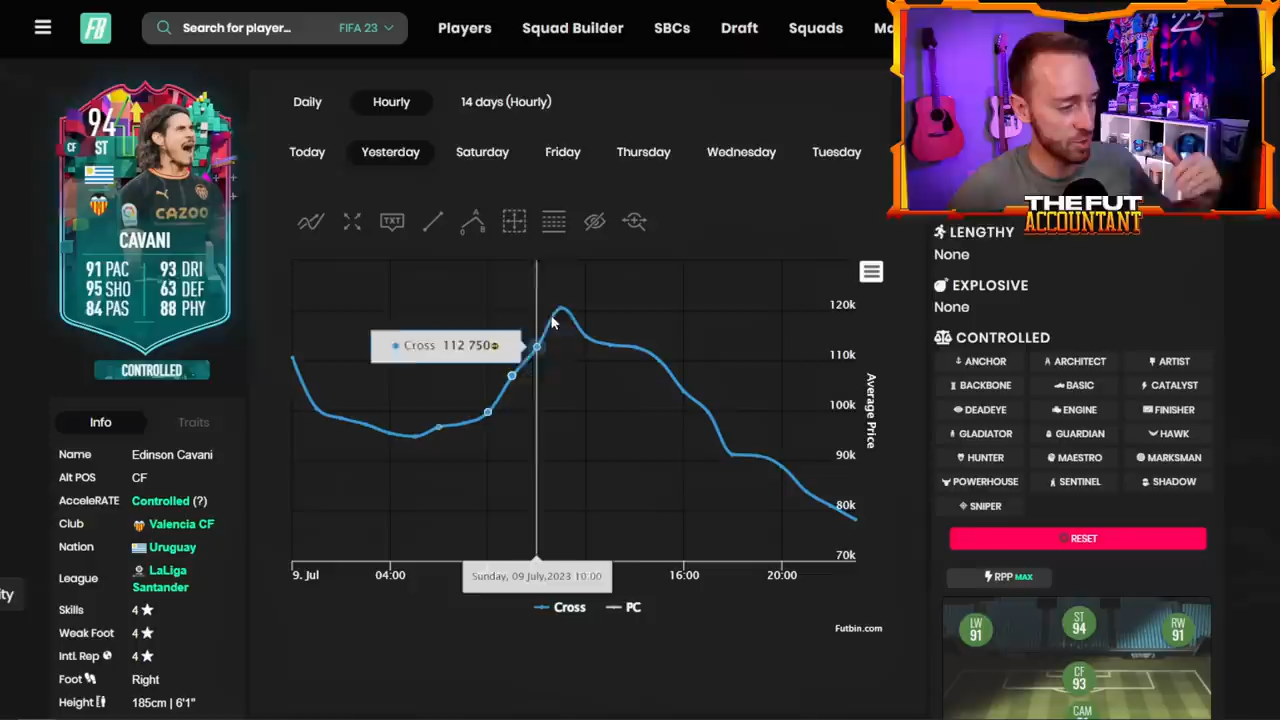 FB
Search for player...
FIFA 23
Players
Squad Builder
SBCs
Draft
Squads
Ma
94
CF ST
CAZOO
CAVANI
91 PAC 93 DRI
95 SHO 63 DEF
84 PAS 88 PHY
CONTROLLED
Info
Traits
Name Edinson Cavani
Alt POS CF
AcceleRATE Controlled (?)
Club Valencia CF
Nation Uruguay
League LaLiga
Santander
Skills 4
Weak Foot 4
Intl. Rep 4
Foot Right
Height 185cm | 6'1"
ity
Daily
Hourly
14 days (Hourly)
Today
Yesterday
Saturday
Friday
Thursday
Wednesday
Tuesday
TXT
A
B
Cross 112 750
120k
110k
100k
90k
80k
70k
Average Price
9. Jul
04:00
Sunday, 09 July,2023 10:00
16:00
20:00
Cross
PC
Futbin.com
THE FUT
ACCOUNTANT
LENGTHY
None
EXPLOSIVE
None
CONTROLLED
ANCHOR
ARCHITECT
ARTIST
BACKBONE
BASIC
CATALYST
DEADEYE
ENGINE
FINISHER
GLADIATOR
GUARDIAN
HAWK
HUNTER
MAESTRO
MARKSMAN
POWERHOUSE
SENTINEL
SHADOW
SNIPER
RESET
RPP MAX
LW
91
ST
94
RW
91
CF
93
CAM